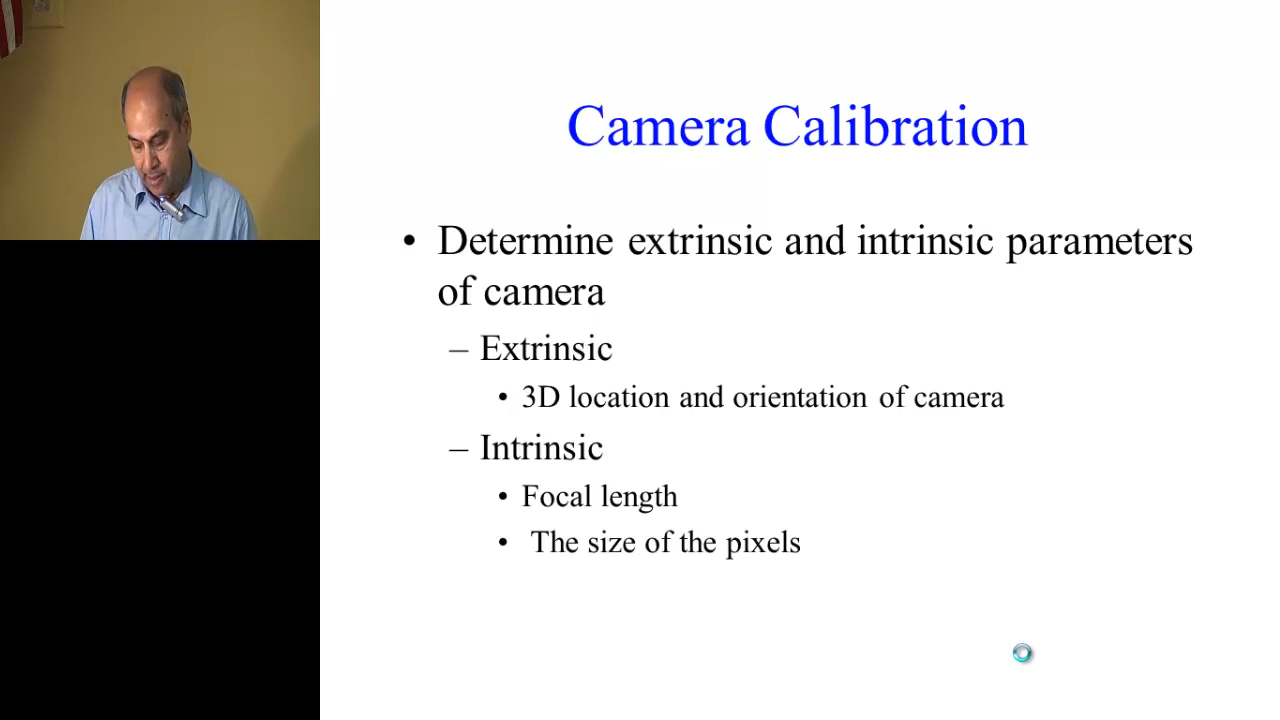 Camera Calibration
• Determine extrinsic and intrinsic parameters
of camera
– Extrinsic
• 3D location and orientation of camera
– Intrinsic
• Focal length
• The size of the pixels